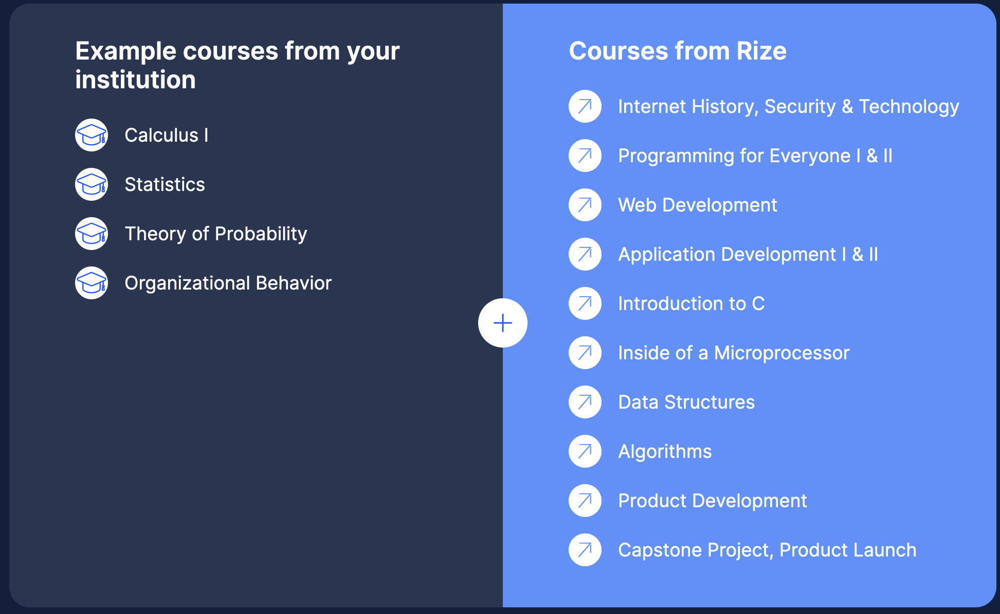 Example courses from your
institution
Calculus I
Statistics
Theory of Probability
Organizational Behavior
Courses from Rize
Internet History, Security & Technology
Programming for Everyone I & II
Web Development
Application Development I & II
Introduction to C
Inside of a Microprocessor
Data Structures
Algorithms
Product Development
Capstone Project, Product Launch